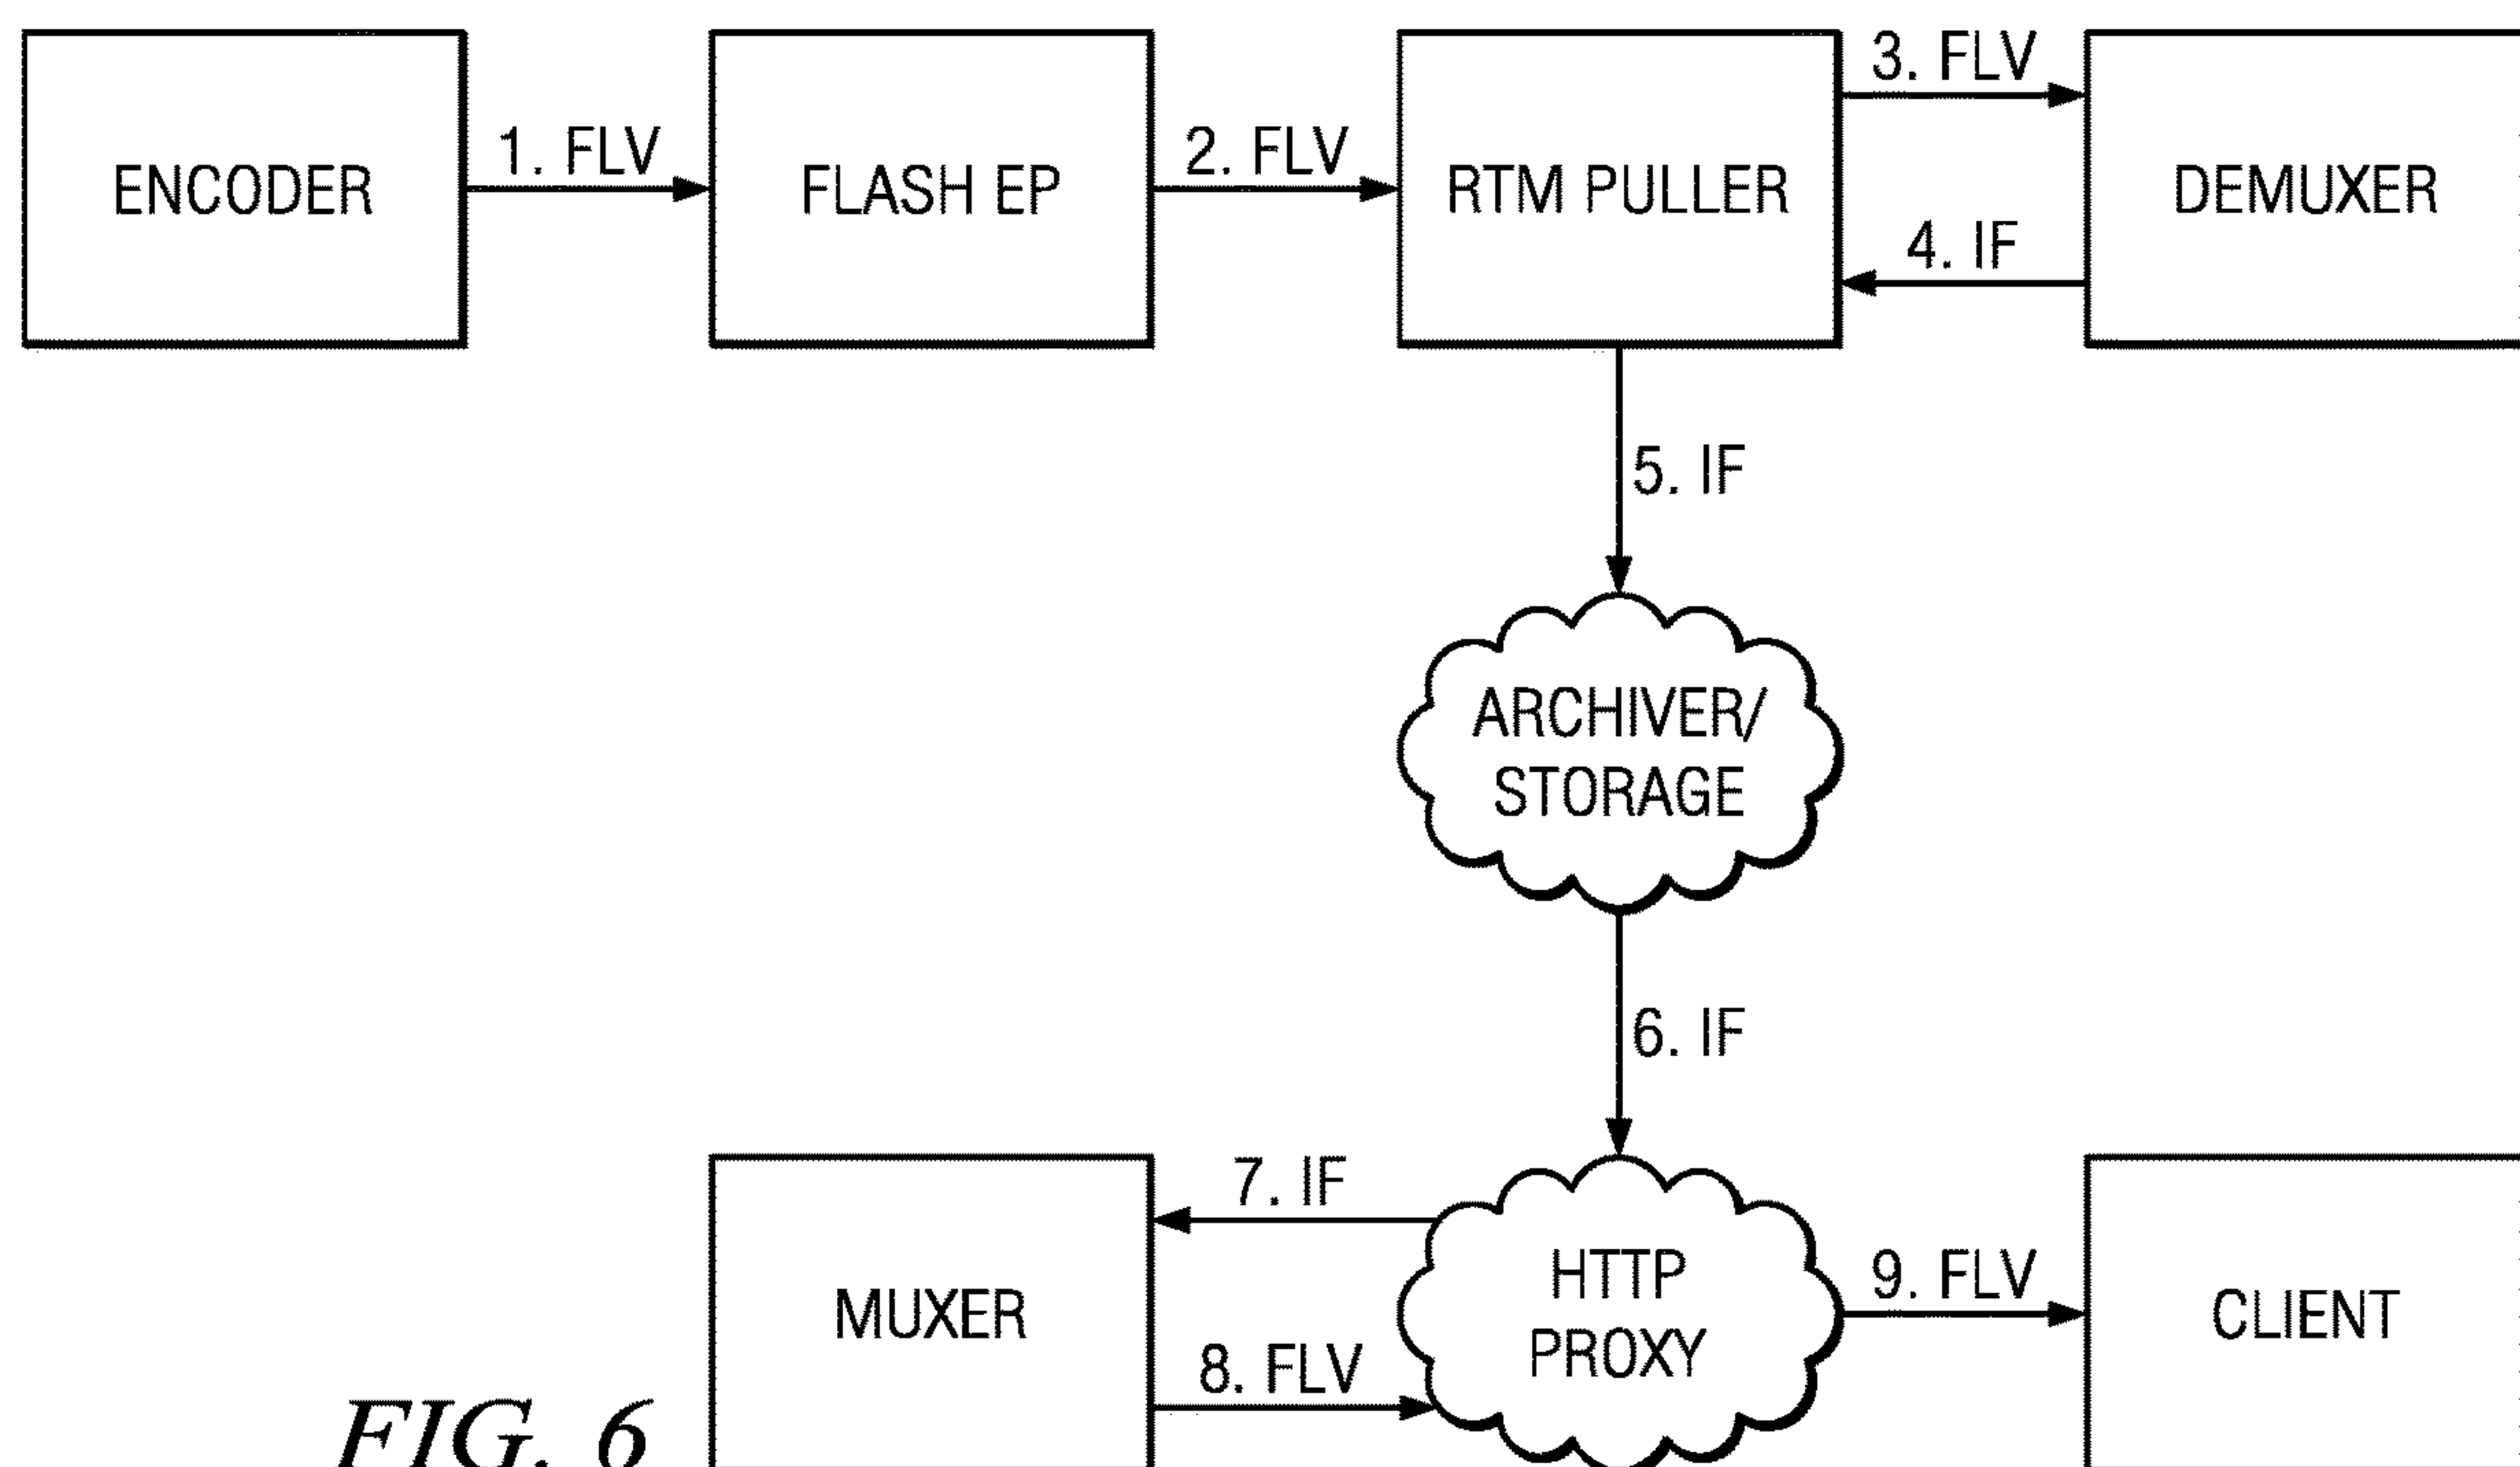 ENCODER
1. FLV
FLASH EP
2. FLV
RTM PULLER
3. FLV
4. IF
DEMUXER
5. IF
ARCHIVER/
STORAGE
6. IF
MUXER
7. IF
8. FLV
HTTP
PROXY
9. FLV
CLIENT
FIG. 6